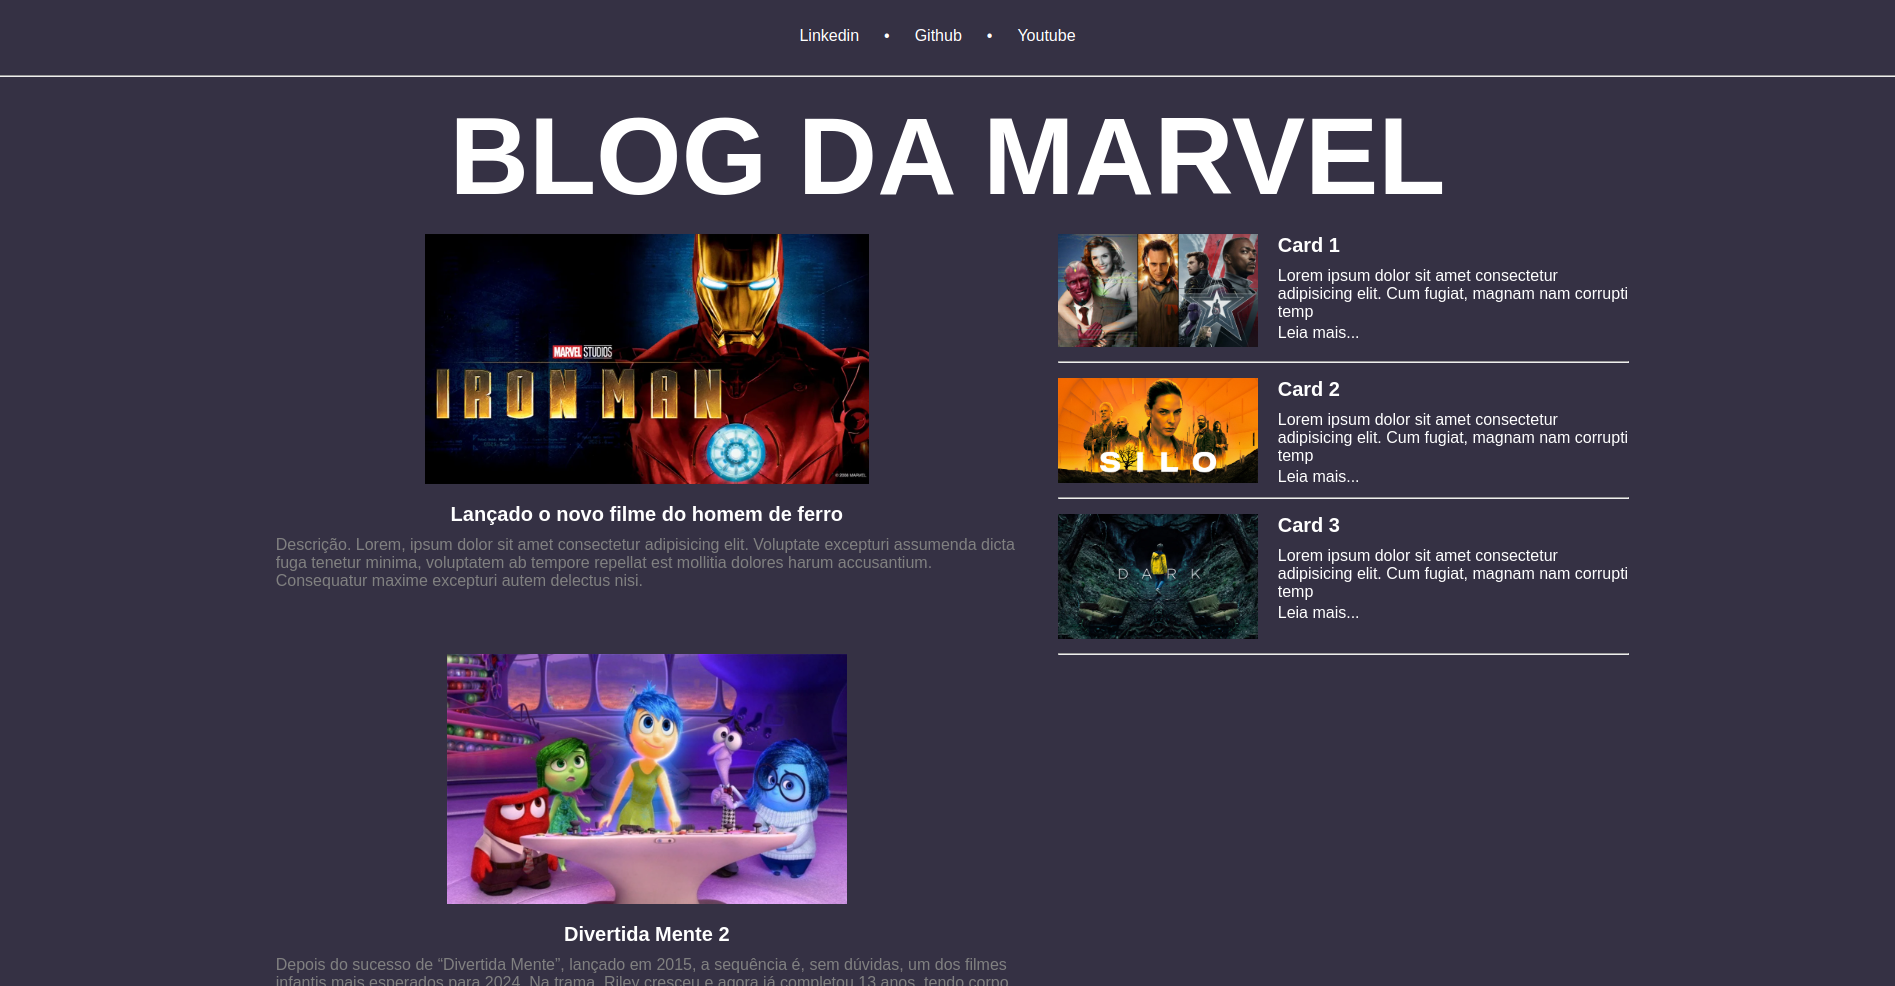 Linkedin • Github • Youtube
BLOG DA MARVEL
MARVEL STUDIOS
IRON MAN
© 2008 MARVEL
Lançado o novo filme do homem de ferro
Descrição. Lorem, ipsum dolor sit amet consectetur adipisicing elit. Voluptate excepturi assumenda dicta
fuga tenetur minima, voluptatem ab tempore repellat est mollitia dolores harum accusantium.
Consequatur maxime excepturi autem delectus nisi.
Divertida Mente 2
Depois do sucesso de “Divertida Mente”, lançado em 2015, a sequência é, sem dúvidas, um dos filmes
infantis mais esperados para 2024. Na trama, Riley cresceu e agora já completou 13 anos, tendo corpo
Card 1
Lorem ipsum dolor sit amet consectetur
adipisicing elit. Cum fugiat, magnam nam corrupti
temp
Leia mais...
SILO
Card 2
Lorem ipsum dolor sit amet consectetur
adipisicing elit. Cum fugiat, magnam nam corrupti
temp
Leia mais...
DARK
Card 3
Lorem ipsum dolor sit amet consectetur
adipisicing elit. Cum fugiat, magnam nam corrupti
temp
Leia mais...